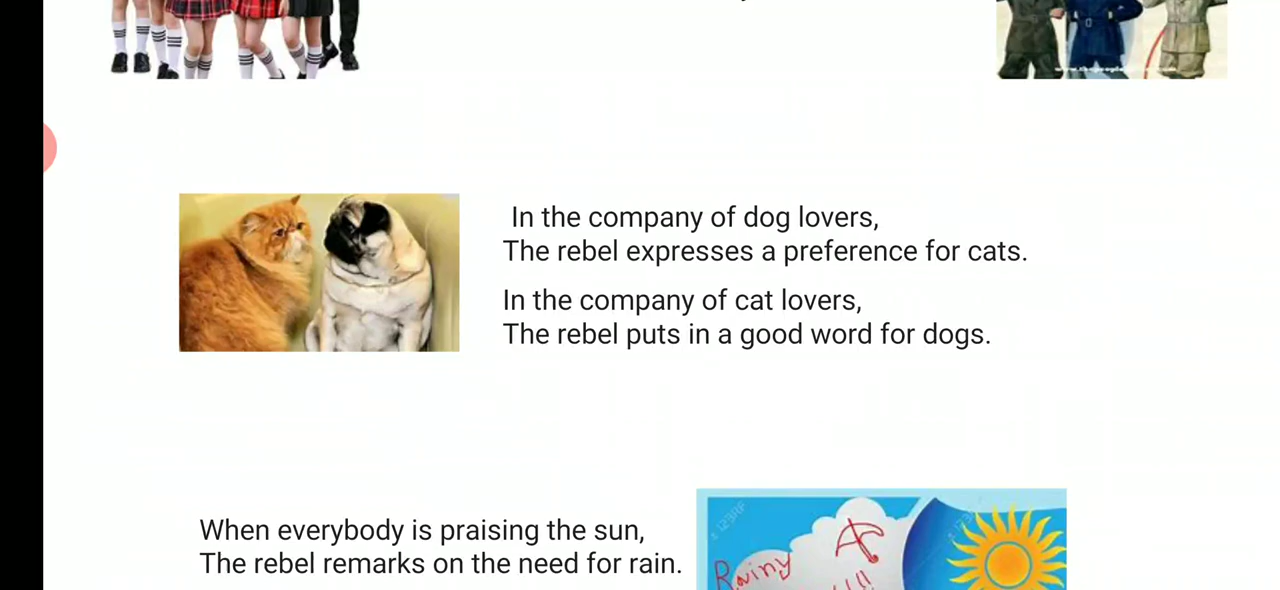 In the company of dog lovers,
The rebel expresses a preference for cats.
In the company of cat lovers,
The rebel puts in a good word for dogs.
When everybody is praising the sun,
The rebel remarks on the need for rain.
Rainy